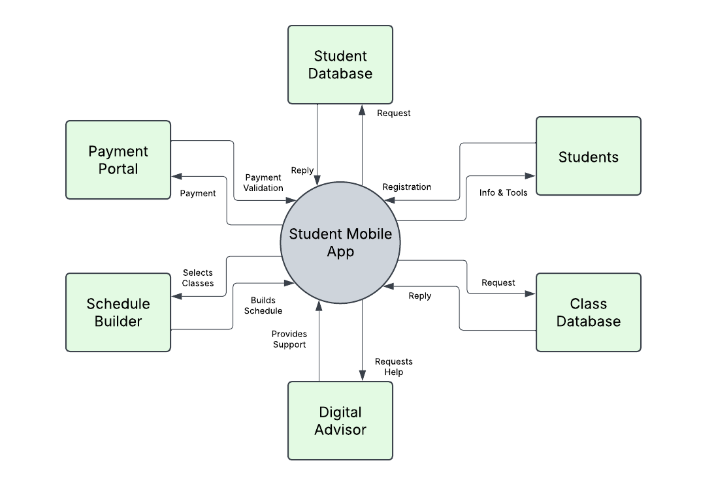 Student
Database
Request
Payment
Portal
Students
Payment
Validation
Reply
Registration
Payment
Info & Tools
Student Mobile
App
Selects
Classes
Request
Schedule
Builder
Builds
Schedule
Reply
Class
Database
Provides
Support
Requests
Help
Digital
Advisor